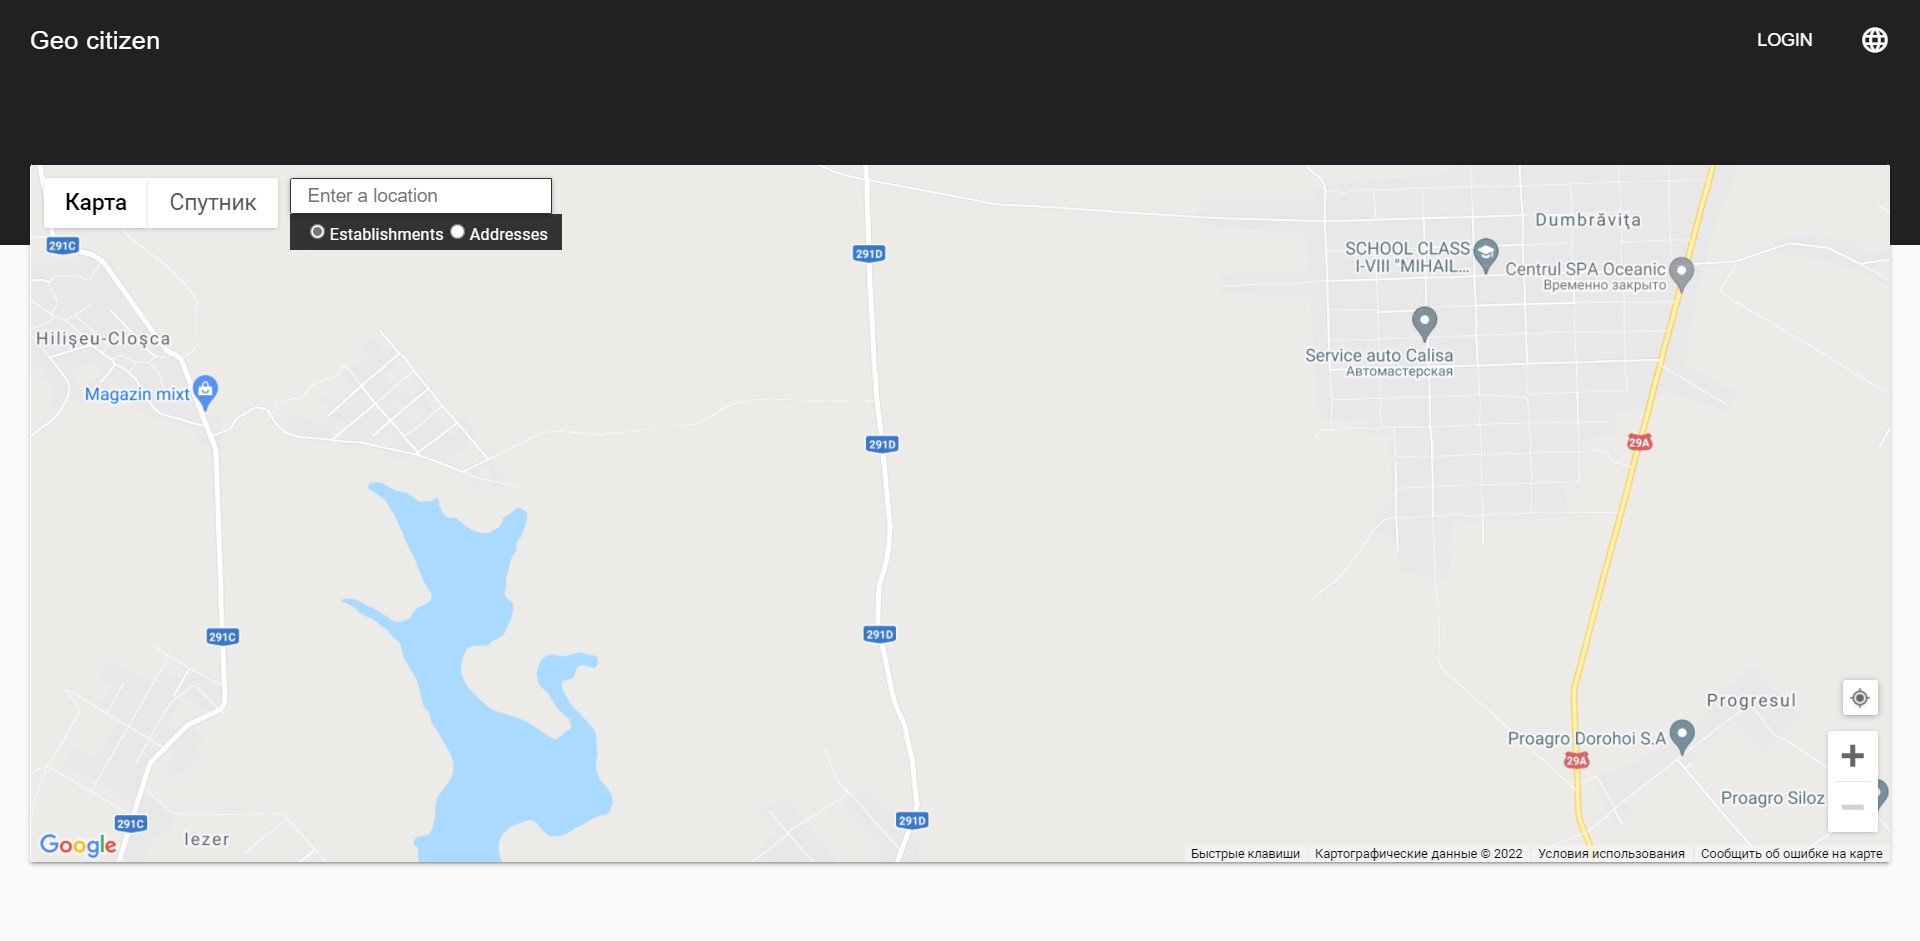 Geo citizen
LOGIN
Карта
Спутник
Enter a location
Establishments
Addresses
291C
291D
Dumbrăvița
SCHOOL CLASS
I-VIII "MIHAIL...
Centrul SPA Oceanic
Временно закрыто
Hilișeu-Cloșca
Service auto Calisa
Автомастерская
Magazin mixt
291D
29A
291C
291D
Progresul
Proagro Dorohoi S.A
29A
Proagro Siloz
291C
291D
Iezer
Google
Быстрые клавиши
Картографические данные © 2022
Условия использования
Сообщить об ошибке на карте